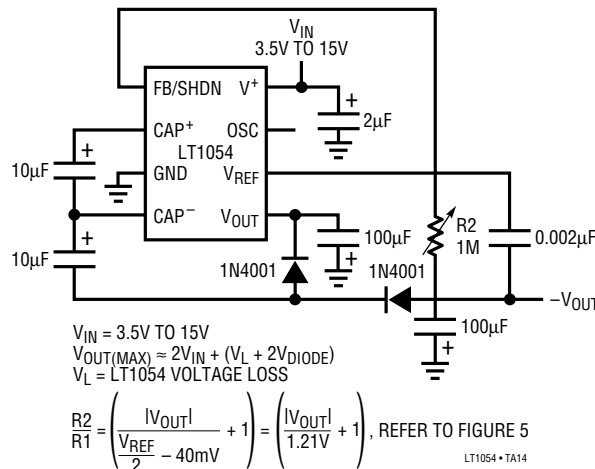 V_IN
3.5V TO 15V
FB/SHDN
V+
+
2µF
CAP+
OSC
+
LT1054
10µF
GND
V_REF
CAP−
V_OUT
+
10µF
100µF
+
R2
1M
0.002µF
1N4001
1N4001
−V_OUT
100µF
+
V_IN = 3.5V TO 15V
V_OUT(MAX) ≈ 2V_IN + (V_L + 2V_DIODE)
V_L = LT1054 VOLTAGE LOSS
R2/R1 = (|V_OUT| / (V_REF/2 − 40mV) + 1) = (|V_OUT|/1.21V + 1), REFER TO FIGURE 5
LT1054 • TA14